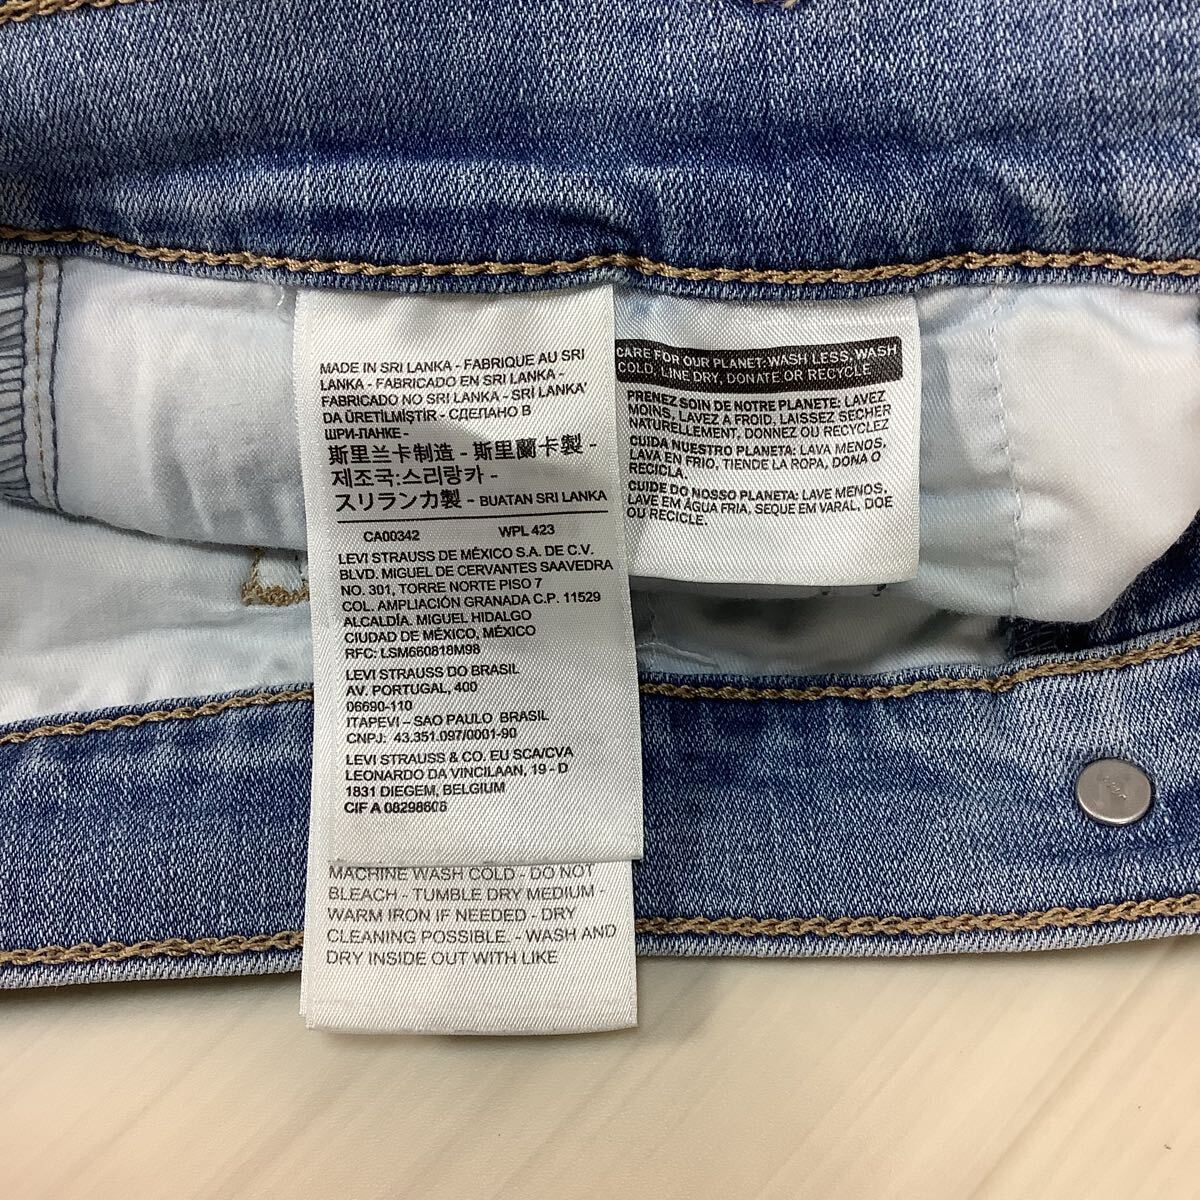 MADE IN SRI LANKA - FABRIQUE AU SRI
LANKA - FABRICADO EN SRI LANKA -
FABRICADO NO SRI LANKA - SRİ LANKA'
DA ÜRETİLMİŞTİR - СДЕЛАНО В
ШРИ-ЛАНКЕ -
斯里兰卡制造 - 斯里蘭卡製 -
제조국:스리랑카 -
スリランカ製 - BUATAN SRI LANKA
CA00342 WPL 423
LEVI STRAUSS DE MÉXICO S.A. DE C.V.
BLVD. MIGUEL DE CERVANTES SAAVEDRA
NO. 301, TORRE NORTE PISO 7
COL. AMPLIACIÓN GRANADA C.P. 11529
ALCALDÍA. MIGUEL HIDALGO
CIUDAD DE MÉXICO, MÉXICO
RFC: LSM660818M98
LEVI STRAUSS DO BRASIL
AV. PORTUGAL, 400
06690-110
ITAPEVI – SAO PAULO BRASIL
CNPJ: 43.351.097/0001-90
LEVI STRAUSS & CO. EU SCA/CVA
LEONARDO DA VINCILAAN, 19 - D
1831 DIEGEM, BELGIUM
CIF A 08298608
MACHINE WASH COLD - DO NOT
BLEACH - TUMBLE DRY MEDIUM -
WARM IRON IF NEEDED - DRY
CLEANING POSSIBLE - WASH AND
DRY INSIDE OUT WITH LIKE
CARE FOR OUR PLANET: WASH LESS, WASH
COLD, LINE DRY, DONATE OR RECYCLE
PRENEZ SOIN DE NOTRE PLANETE: LAVEZ
MOINS, LAVEZ A FROID, LAISSEZ SECHER
NATURELLEMENT, DONNEZ OU RECYCLEZ
CUIDA NUESTRO PLANETA: LAVA MENOS,
LAVA EN FRIO, TIENDE LA ROPA, DONA O
RECICLA.
CUIDE DO NOSSO PLANETA: LAVE MENOS,
LAVE EM ÁGUA FRIA, SEQUE EM VARAL, DOE
OU RECICLE.